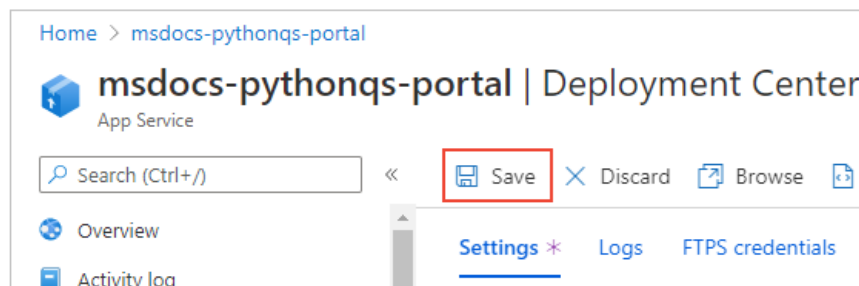 Home > msdocs-pythonqs-portal
msdocs-pythonqs-portal | Deployment Center
App Service
Search (Ctrl+/)
«
Save
Discard
Browse
Overview
Settings *
Logs
FTPS credentials
Activity log